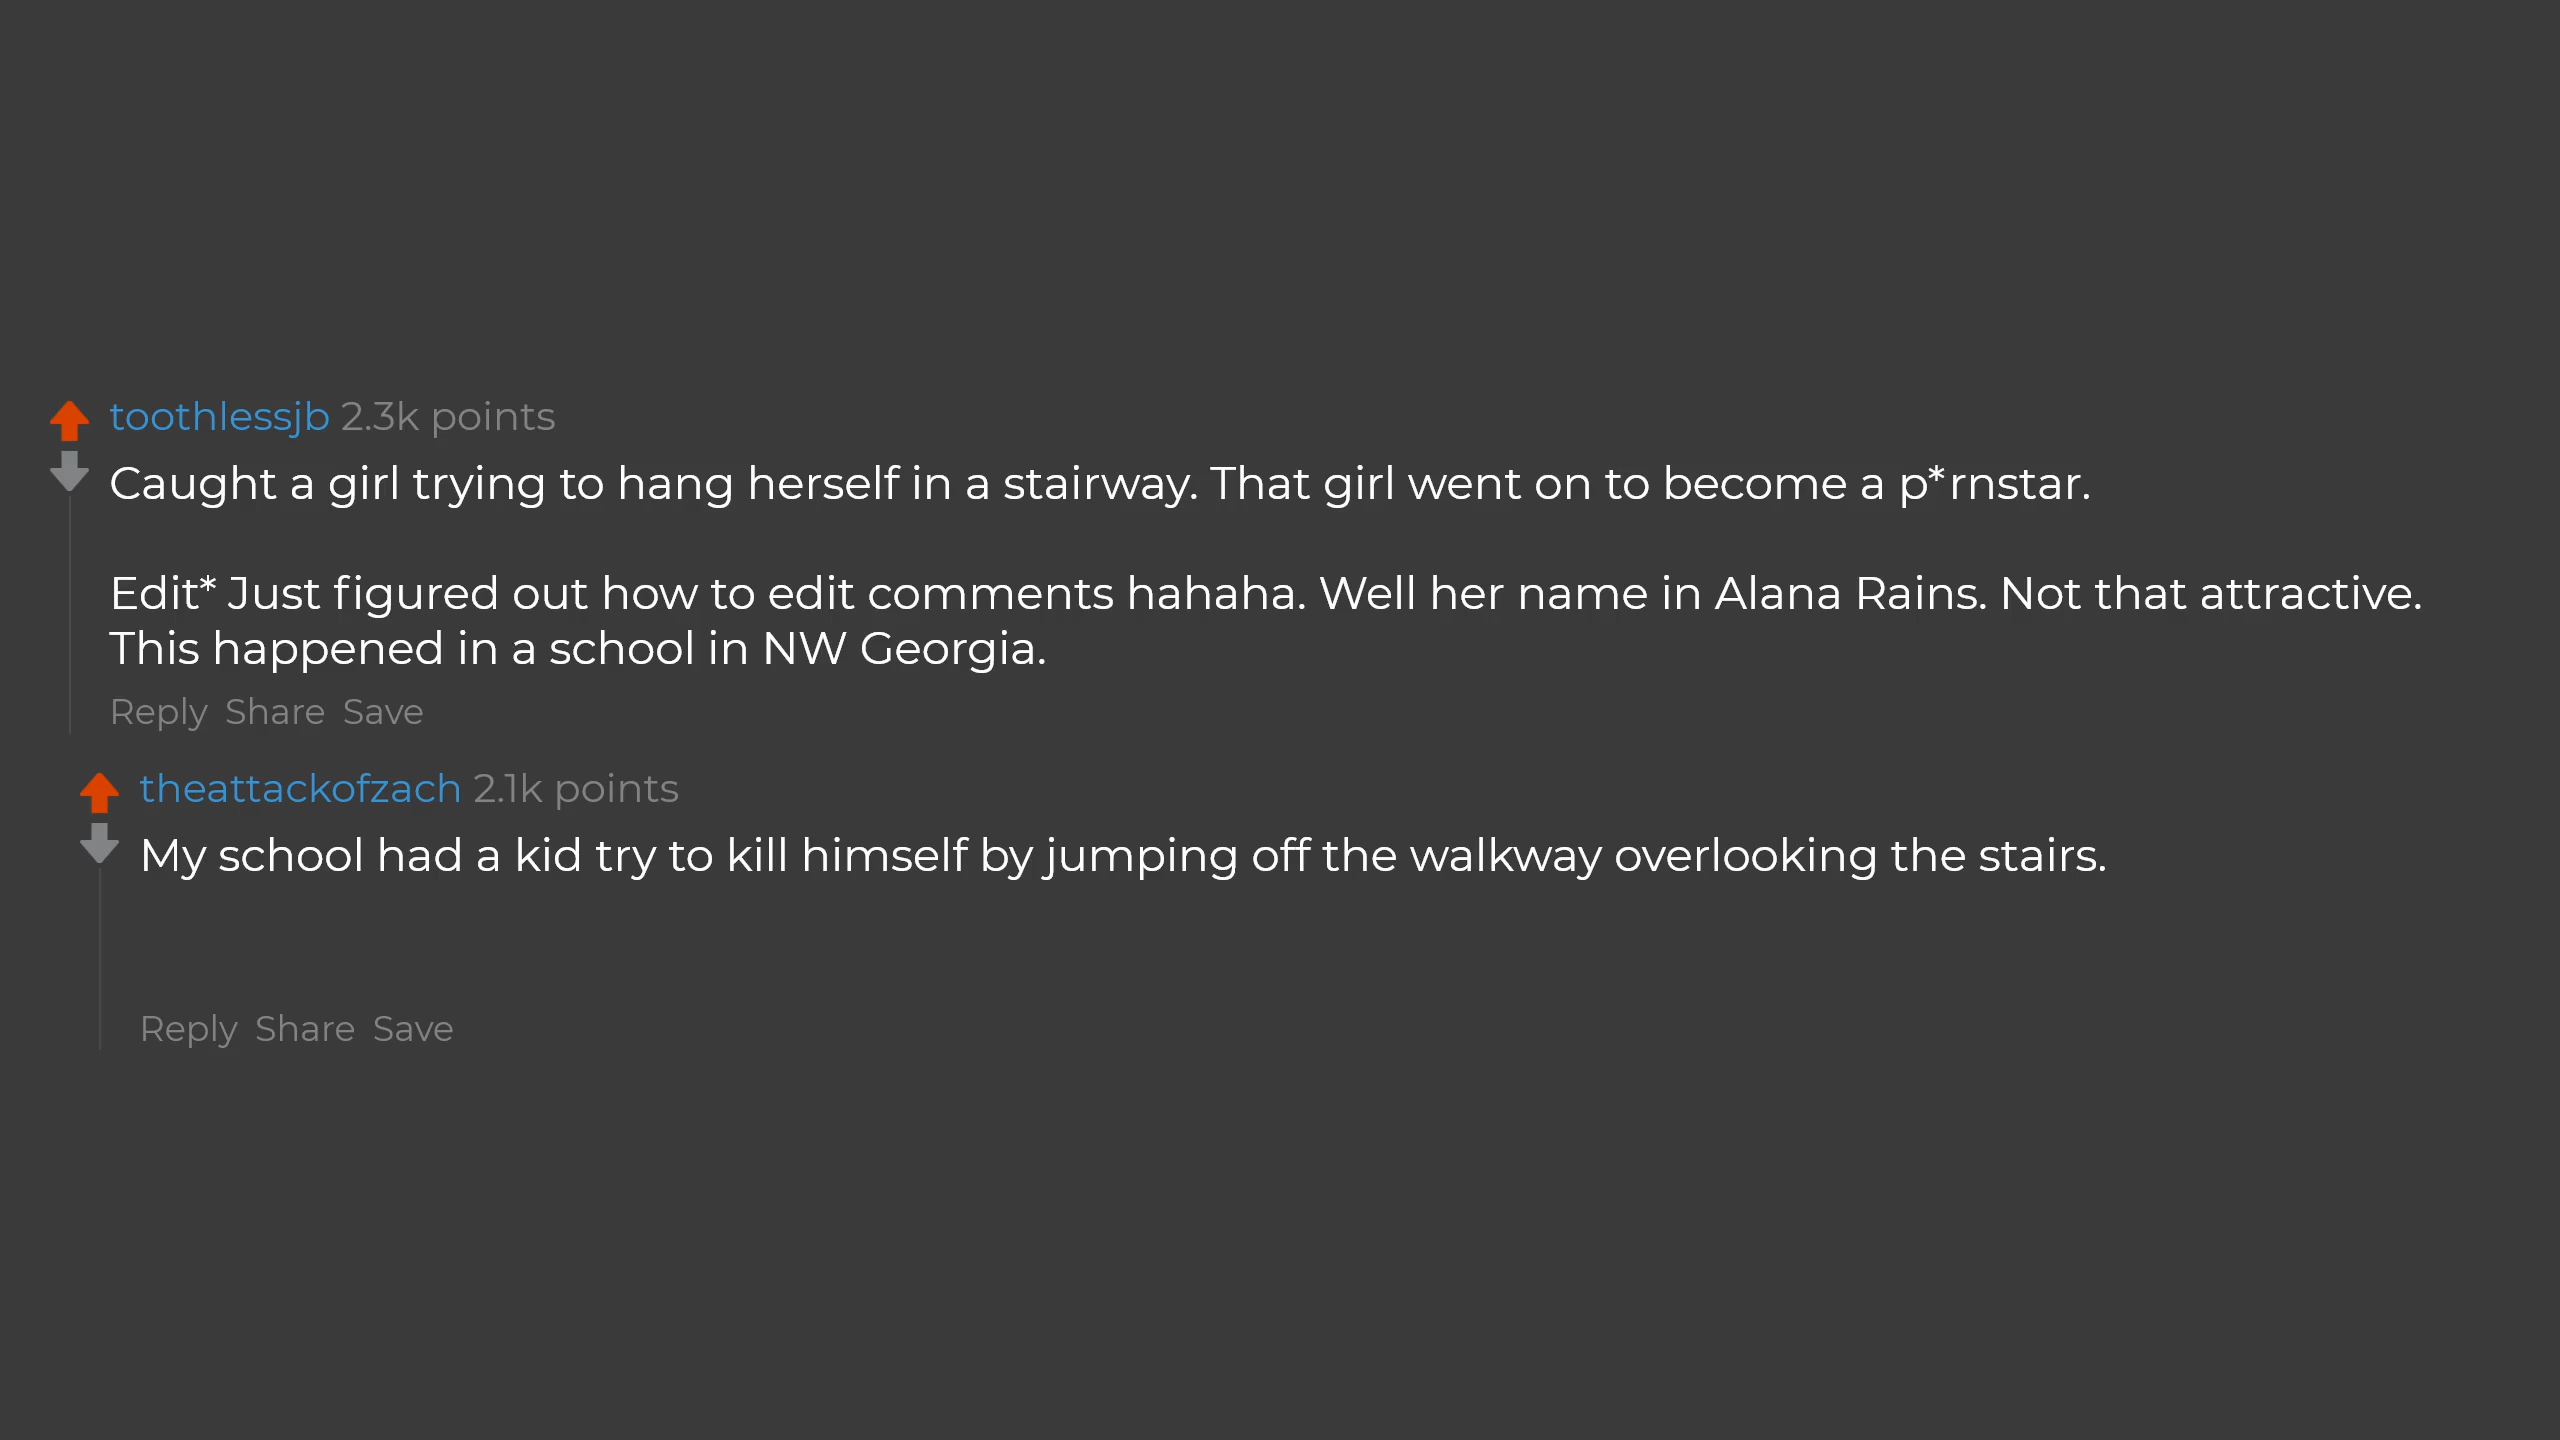 toothlessjb 2.3k points
Caught a girl trying to hang herself in a stairway. That girl went on to become a p*rnstar.
Edit* Just figured out how to edit comments hahaha. Well her name in Alana Rains. Not that attractive.
This happened in a school in NW Georgia.
Reply Share Save
theattackofzach 2.1k points
My school had a kid try to kill himself by jumping off the walkway overlooking the stairs.
Reply Share Save